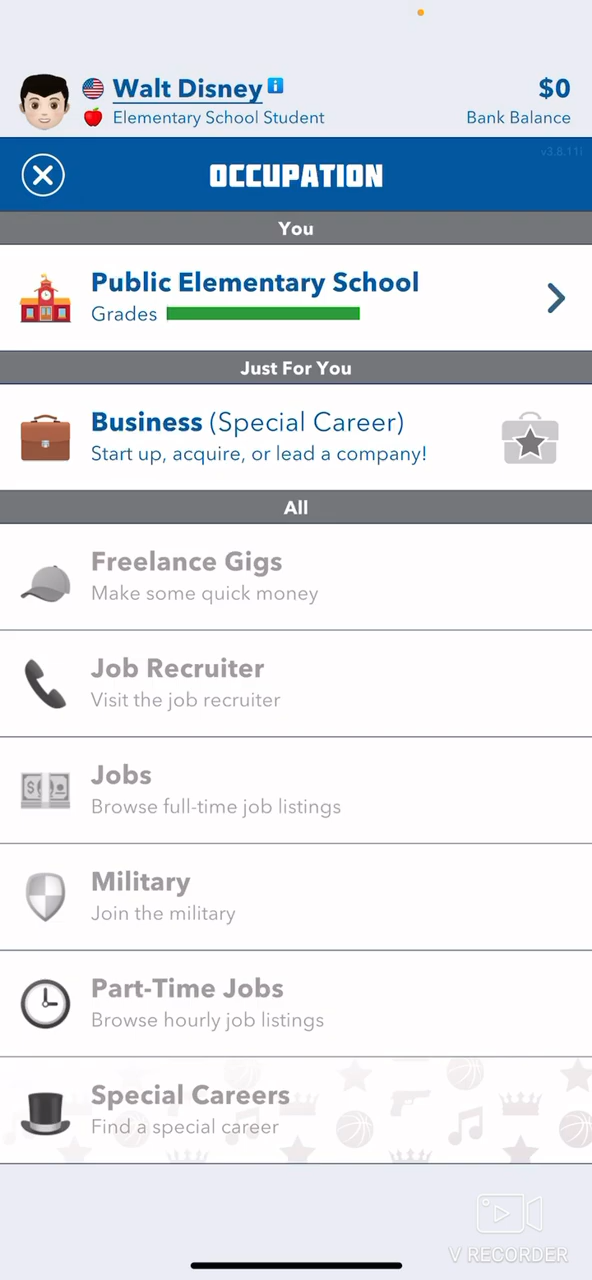 Walt Disney i
$0
Elementary School Student
Bank Balance
v3.8.11i
OCCUPATION
You
Public Elementary School
Grades
Just For You
Business (Special Career)
Start up, acquire, or lead a company!
All
Freelance Gigs
Make some quick money
Job Recruiter
Visit the job recruiter
Jobs
Browse full-time job listings
Military
Join the military
Part-Time Jobs
Browse hourly job listings
Special Careers
Find a special career
V RECORDER